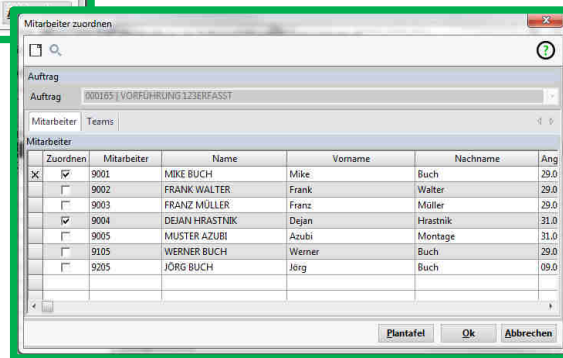 Mitarbeiter zuordnen
Auftrag
Auftrag 000165 | VORFÜHRUNG 123ERFASST
Mitarbeiter Teams
Mitarbeiter
Zuordnen Mitarbeiter Name Vorname Nachname Ang
9001 MIKE BUCH Mike Buch 29.0
9002 FRANK WALTER Frank Walter 29.0
9003 FRANZ MÜLLER Franz Müller 29.0
9004 DEJAN HRASTNIK Dejan Hrastnik 31.0
9005 MUSTER AZUBI Azubi Montage 31.0
9105 WERNER BUCH Werner Buch 29.0
9205 JÖRG BUCH Jörg Buch 09.0
Plantafel Ok Abbrechen